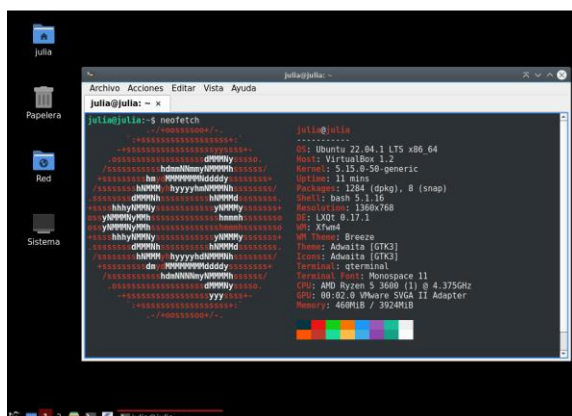 julia
Papelera
Red
Sistema
julia@julia: ~
Archivo Acciones Editar Vista Ayuda
julia@julia: ~ ×
julia@julia:~$ neofetch
julia@julia
-----------
OS: Ubuntu 22.04.1 LTS x86_64
Host: VirtualBox 1.2
Kernel: 5.15.0-50-generic
Uptime: 11 mins
Packages: 1284 (dpkg), 8 (snap)
Shell: bash 5.1.16
Resolution: 1360x768
DE: LXQt 0.17.1
WM: Xfwm4
WM Theme: Breeze
Theme: Adwaita [GTK3]
Icons: Adwaita [GTK3]
Terminal: qterminal
Terminal Font: Monospace 11
CPU: AMD Ryzen 5 3600 (1) @ 4.375GHz
GPU: 00:02.0 VMware SVGA II Adapter
Memory: 460MiB / 3924MiB
1 2